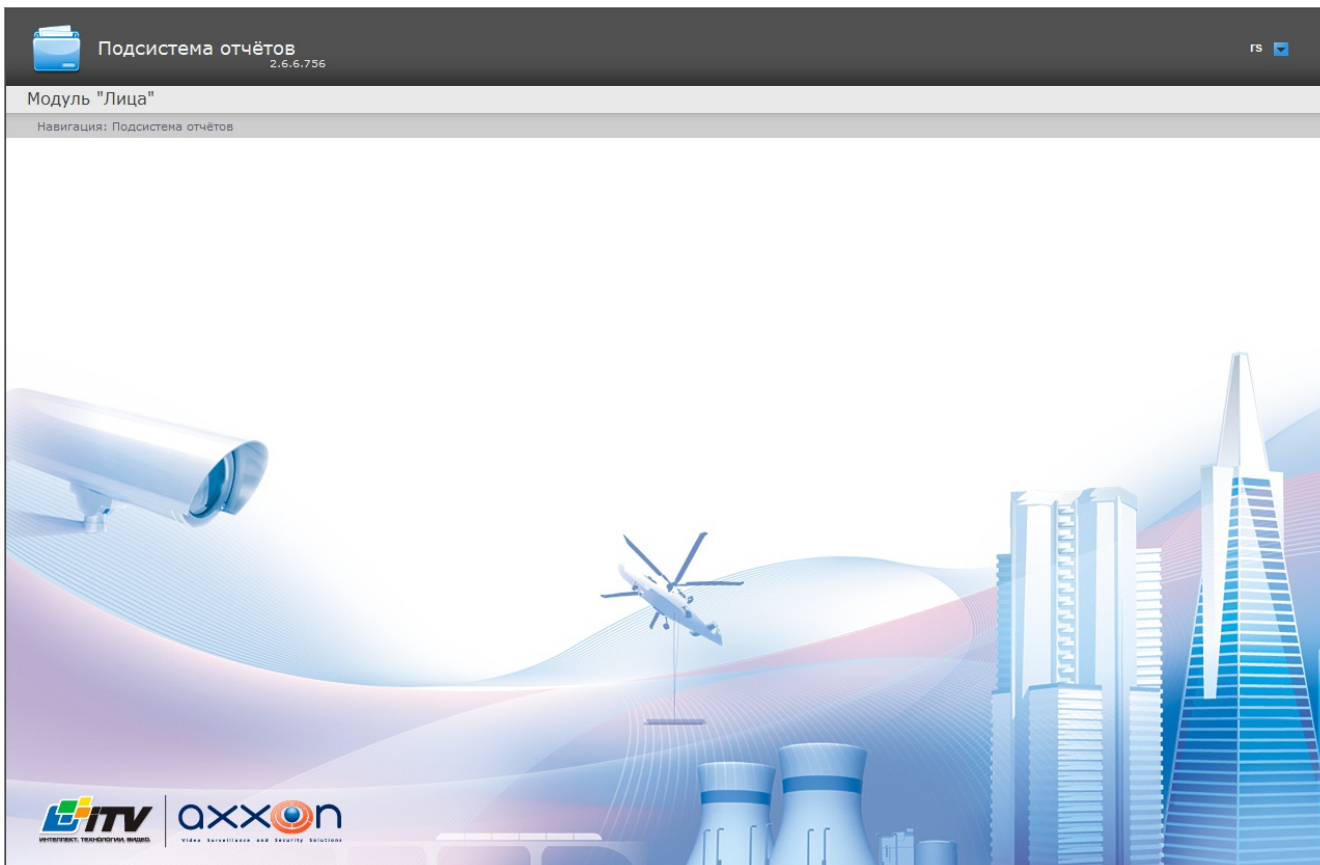 Подсистема отчётов
2.6.6.756
rs
Модуль "Лица"
Навигация: Подсистема отчётов
iTV
ИНТЕЛЛЕКТ. ТЕХНОЛОГИИ. ВИДЕО.
axxon
Video Surveillance and Security Solutions